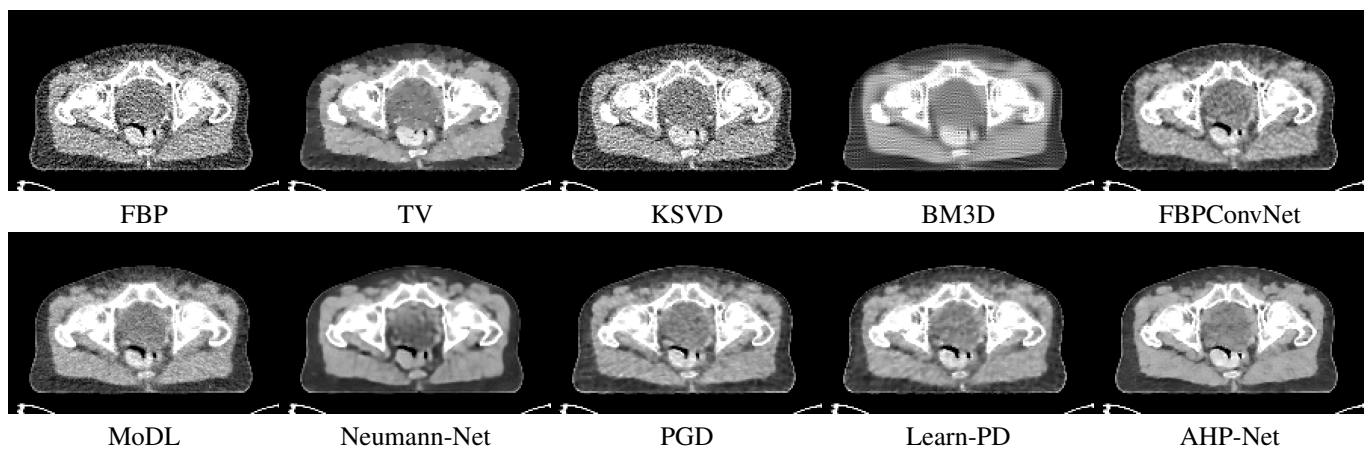 FBP TV KSVD BM3D FBPConvNet
MoDL Neumann-Net PGD Learn-PD AHP-Net